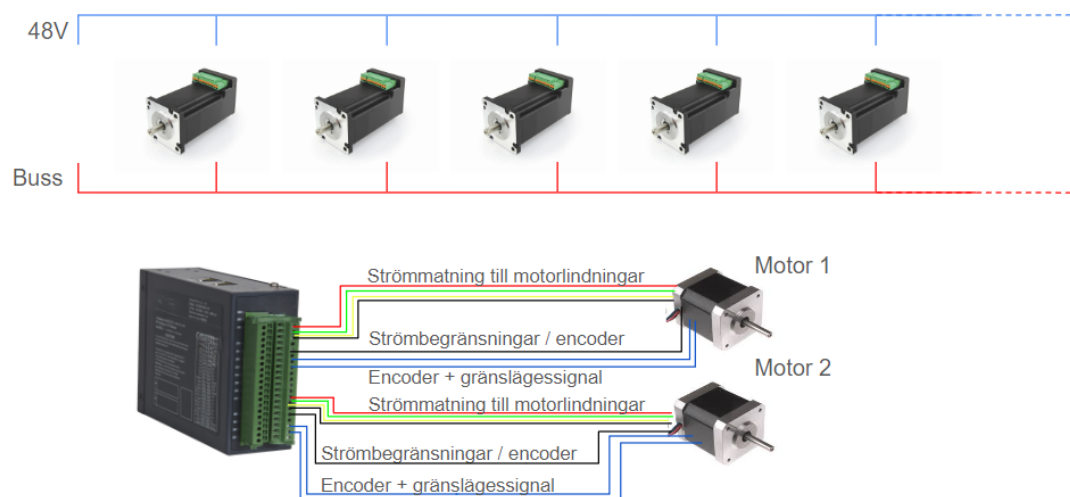 48V
Buss
Strömmatning till motorlindningar
Motor 1
Strömbegränsningar / encoder
Encoder + gränslägessignal
Motor 2
Strömmatning till motorlindningar
Strömbegränsningar / encoder
Encoder + gränslägessignal